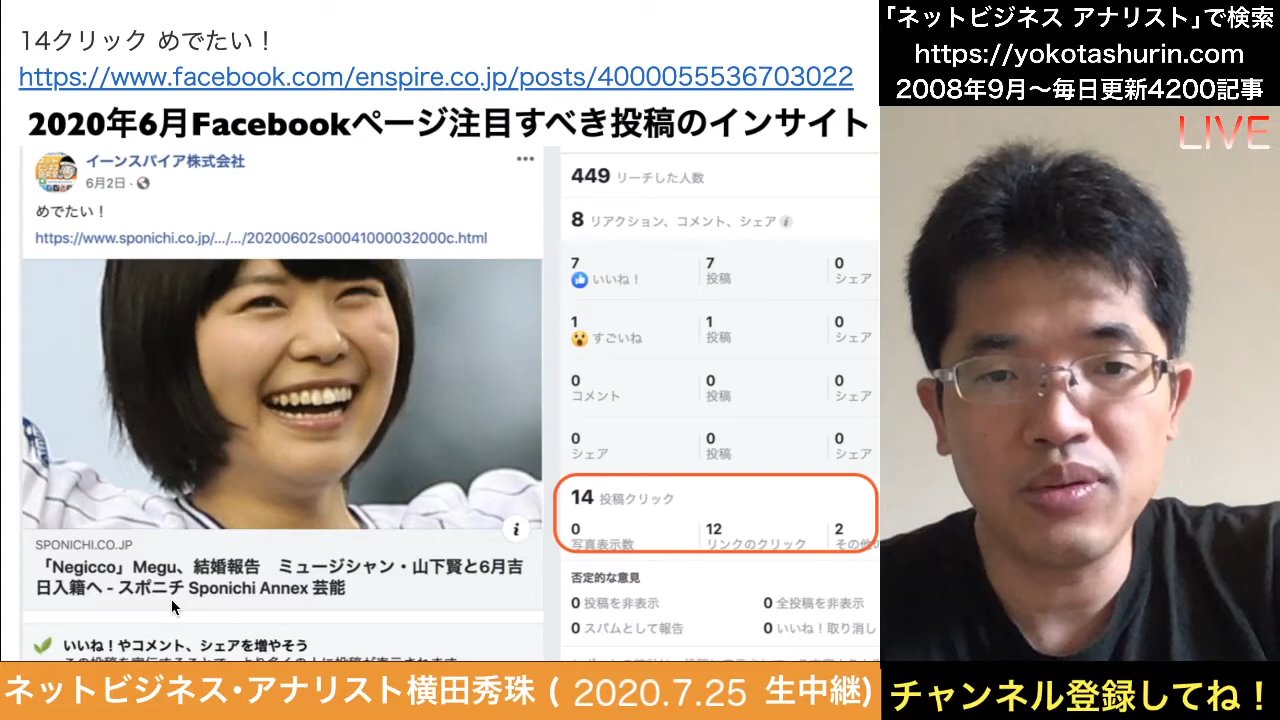 14クリック めでたい！
https://www.facebook.com/enspire.co.jp/posts/4000055536703022
2020年6月Facebookページ注目すべき投稿のインサイト
イーンスパイア株式会社
6月2日
めでたい！
https://www.sponichi.co.jp/.../.../20200602s00041000032000c.html
SPONICHI.CO.JP
「Negicco」Megu、結婚報告　ミュージシャン・山下賢と6月吉
日入籍へ - スポニチ Sponichi Annex 芸能
いいね！やコメント、シェアを増やそう
449 リーチした人数
8 リアクション、コメント、シェア
7 7 0
いいね！ 投稿 シェア
1 1 0
すごいね 投稿 シェア
0 0 0
コメント 投稿 シェア
0 0 0
シェア 投稿 シェア
14 投稿クリック
0 12 2
写真表示数 リンクのクリック その他の
否定的な意見
0 投稿を非表示 0 全投稿を非表示
0 スパムとして報告 0 いいね！取り消し
「ネットビジネス アナリスト」で検索
https://yokotashurin.com
2008年9月〜毎日更新4200記事
LIVE
ネットビジネス・アナリスト横田秀珠 ( 2020.7.25 生中継)
チャンネル登録してね！